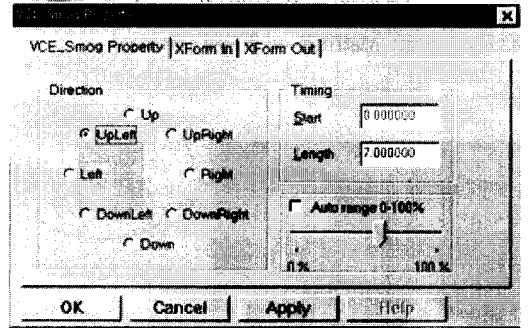 VCE_Smog Property XForm In XForm Out
Direction
Up
UpLeft UpRight
Left Right
DownLeft DownRight
Down
Timing
Start 0.000000
Length 7.000000
Auto range 0-100%
0 % 100 %
OK Cancel Apply Help